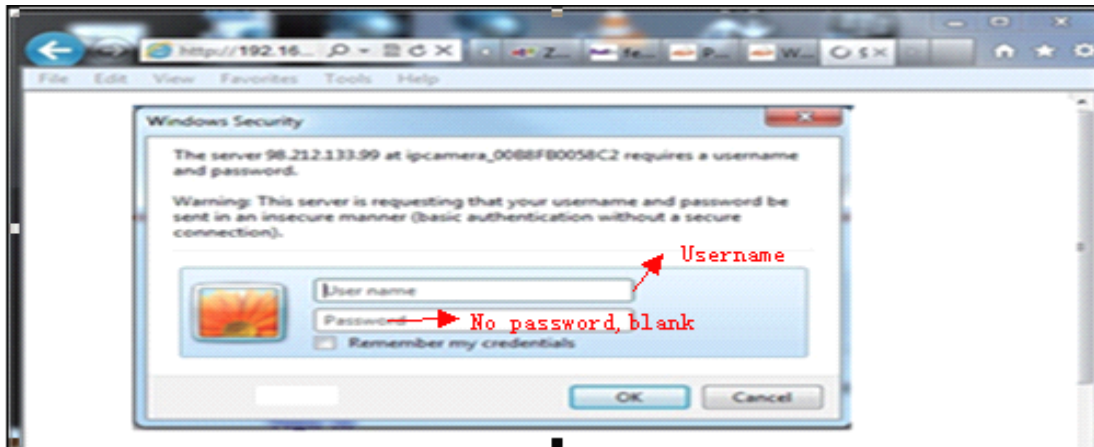 http://192.16...
Z...
fe...
P...
W...
S
File Edit View Favorites Tools Help
Windows Security
The server 98.212.133.99 at ipcamera_00B8FB0058C2 requires a username
and password.
Warning: This server is requesting that your username and password be
sent in an insecure manner (basic authentication without a secure
connection).
Username
User name
Password
No password,blank
Remember my credentials
OK Cancel